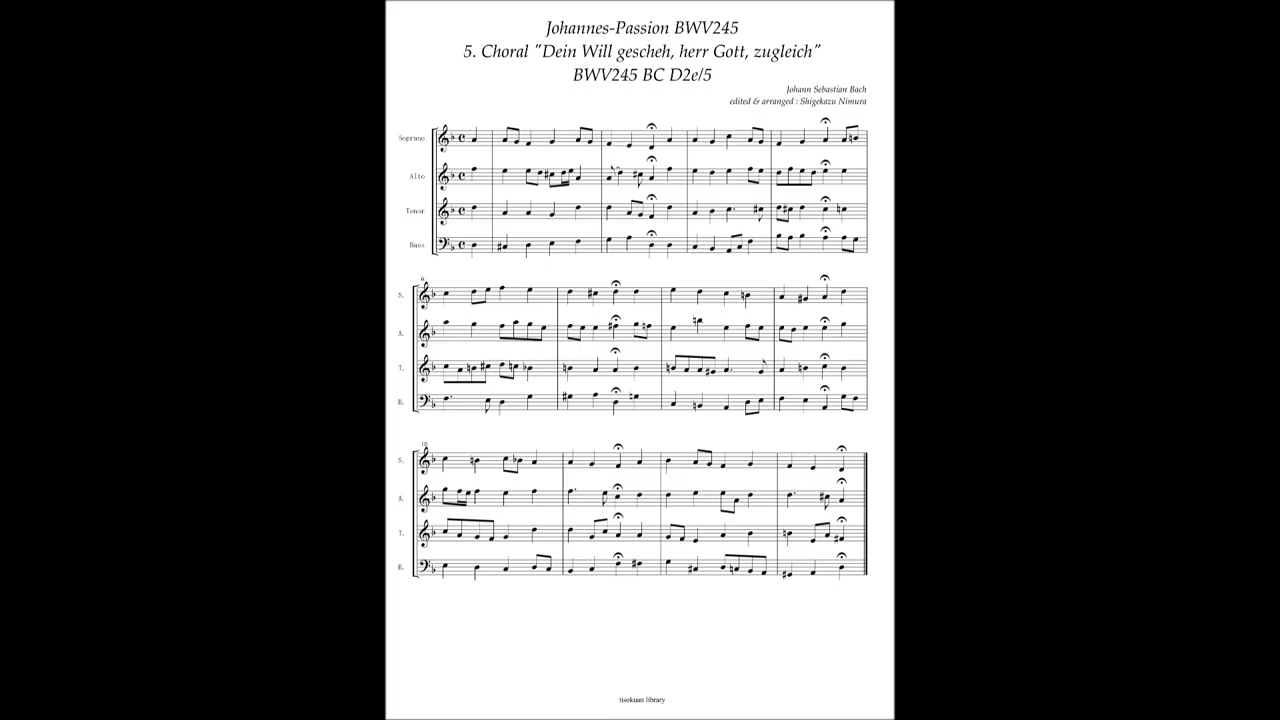 Johannes-Passion BWV245
5. Choral "Dein Will gescheh, herr Gott, zugleich"
BWV245 BC D2e/5
Johann Sebastian Bach
edited & arranged : Shigekazu Nimura
Soprano
Alto
Tenor
Bass
6
S.
A.
T.
B.
10
S.
A.
T.
B.
tisokuan library